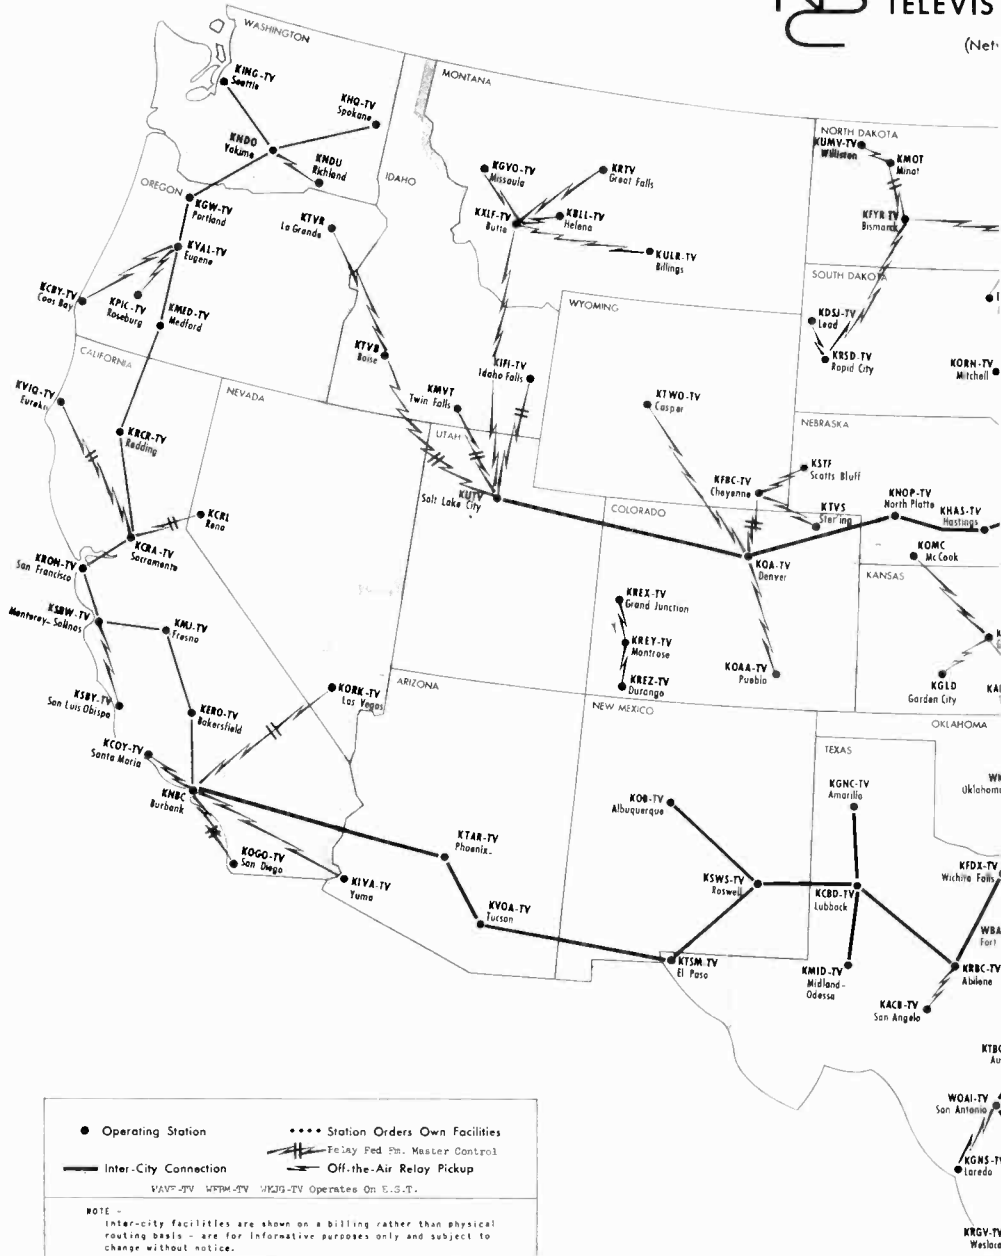 TELEVIS
(Net
WASHINGTON
KING-TV
Seattle
KHQ-TV
Spokane
KNDO
Yakima
KNDU
Richland
IDAHO
MONTANA
KGVO-TV
Missoula
KRTV
Great Falls
KXLF-TV
Butte
KBLL-TV
Helena
KULR-TV
Billings
NORTH DAKOTA
KUMV-TV
Williston
KMOT
Minot
KFYR TV
Bismarck
OREGON
KGW-TV
Portland
KTVR
La Grande
KVAL-TV
Eugene
KCBY-TV
Coos Bay
KPIC-TV
Roseburg
KMED-TV
Medford
SOUTH DAKOTA
KDSJ-TV
Lead
KRSD-TV
Rapid City
KORN-TV
Mitchell
WYOMING
KTVB
Boise
KIFI-TV
Idaho Falls
KMVT
Twin Falls
KTWO-TV
Casper
CALIFORNIA
KVIQ-TV
Eureka
NEVADA
KRCR-TV
Redding
UTAH
NEBRASKA
KSTF
Scotts Bluff
KFBC-TV
Cheyenne
KTVS
Sterling
KNOP-TV
North Platte
KHAS-TV
Hastings
KUTV
Salt Lake City
COLORADO
KCRL
Reno
KCRA-TV
Sacramento
KRON-TV
San Francisco
KOA-TV
Denver
KOMC
McCook
KANSAS
KSBW-TV
Monterey-Salinas
KMJ-TV
Fresno
KREX-TV
Grand Junction
KREY-TV
Montrose
KREZ-TV
Durango
KOAA-TV
Pueblo
KGLD
Garden City
KSBY-TV
San Luis Obispo
KERO-TV
Bakersfield
KORK-TV
Las Vegas
ARIZONA
NEW MEXICO
OKLAHOMA
TEXAS
KCOY-TV
Santa Maria
KNBC
Burbank
KOGO-TV
San Diego
KIVA-TV
Yuma
KTAR-TV
Phoenix
KVOA-TV
Tucson
KOB-TV
Albuquerque
KGNC-TV
Amarillo
WK
Oklahoma
KSWS-TV
Roswell
KCBD-TV
Lubbock
KFDX-TV
Wichita Falls
WBA
Fort
KTSM-TV
El Paso
KMID-TV
Midland-
Odessa
KRBC-TV
Abilene
KACB-TV
San Angelo
KTBC
Au
WOAI-TV
San Antonio
KGNS-TV
Laredo
KRGV-TV
Weslaco
Operating Station
Station Orders Own Facilities
Relay Fed Fm. Master Control
Inter-City Connection
Off-the-Air Relay Pickup
WAVE-TV WFBM-TV WKJG-TV Operates On E.S.T.
NOTE -
Inter-city facilities are shown on a billing rather than physical
routing basis - are for informative purposes only and subject to
change without notice.